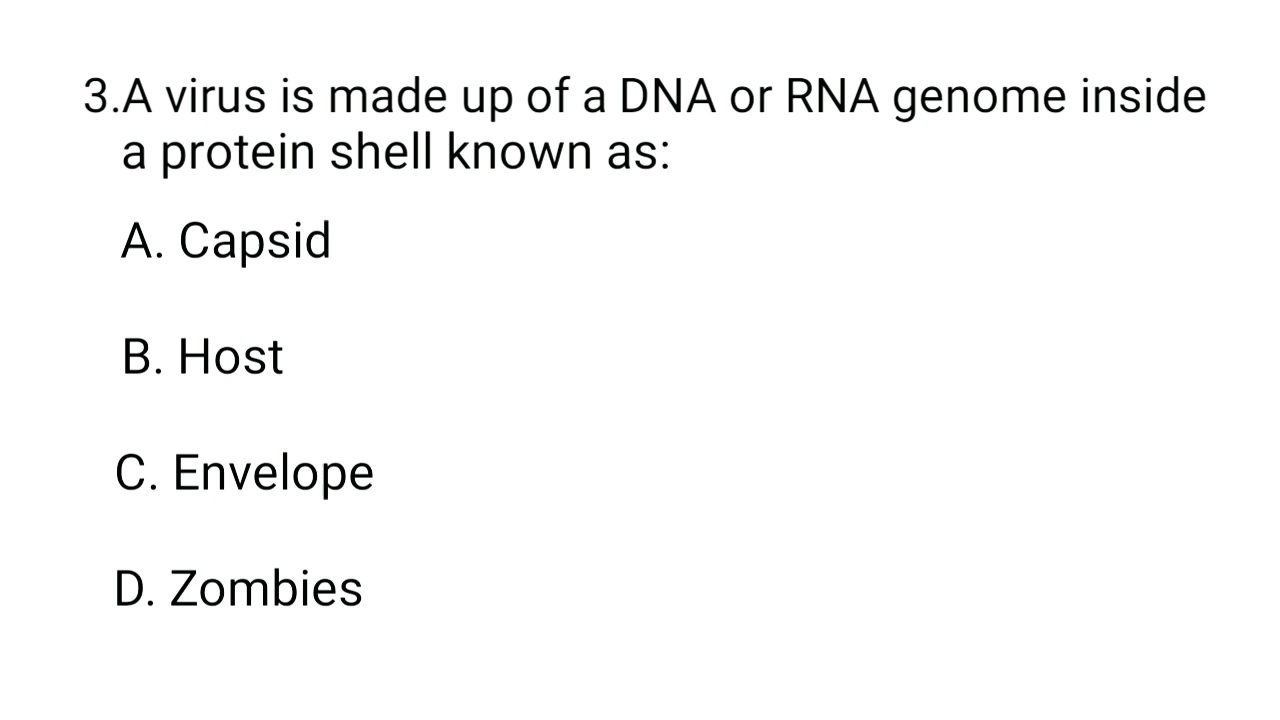 3.A virus is made up of a DNA or RNA genome inside
a protein shell known as:
A. Capsid
B. Host
C. Envelope
D. Zombies